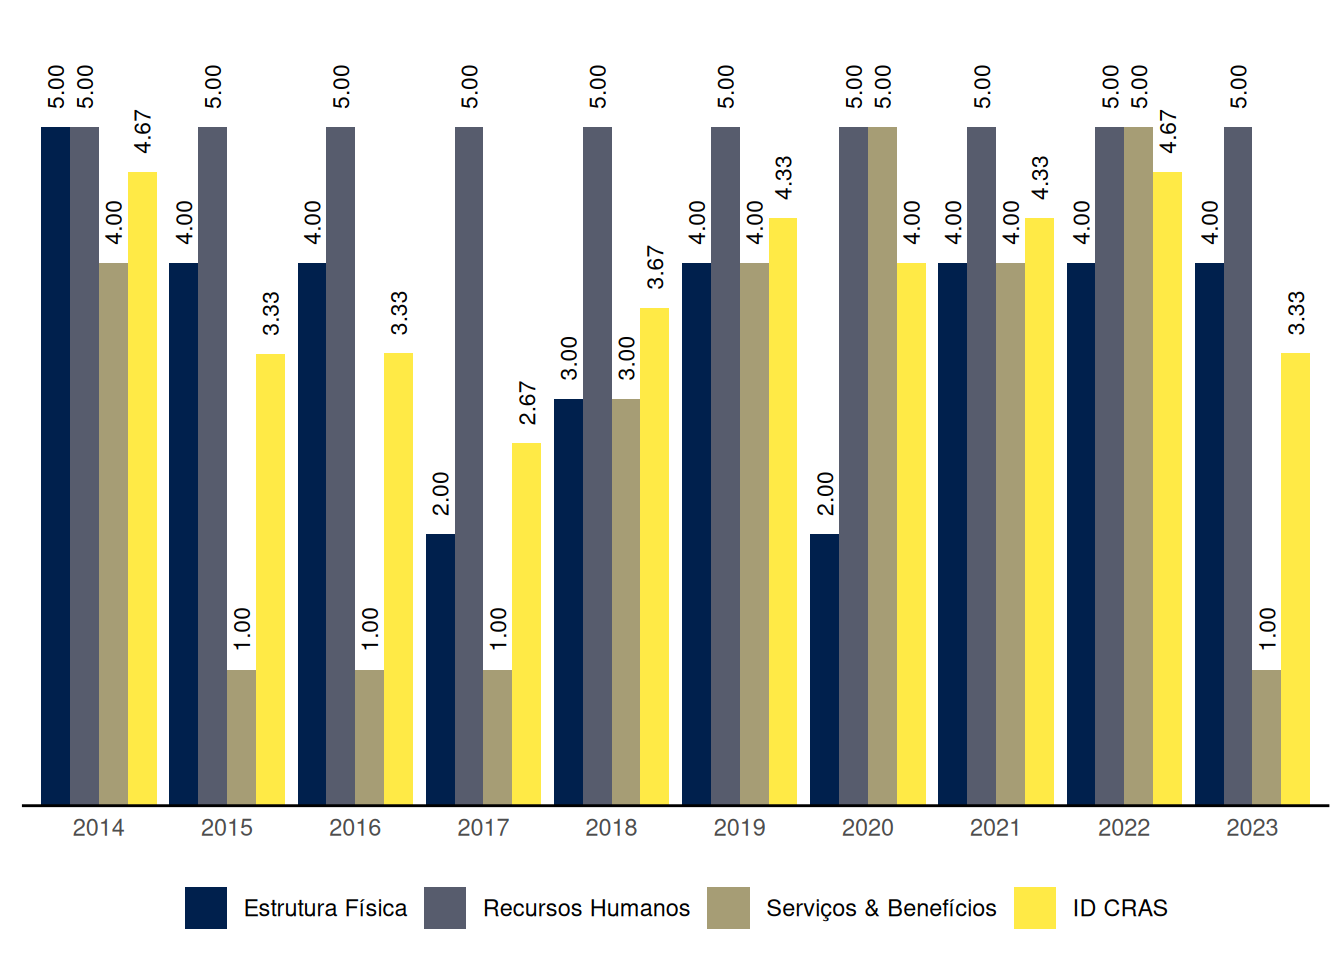 5.00 5.00 4.00 4.67
4.00 5.00 1.00 3.33
4.00 5.00 1.00 3.33
2.00 5.00 1.00 2.67
3.00 5.00 3.00 3.67
4.00 5.00 4.00 4.33
2.00 5.00 5.00 4.00
4.00 5.00 4.00 4.33
4.00 5.00 5.00 4.67
4.00 5.00 1.00 3.33
2014 2015 2016 2017 2018 2019 2020 2021 2022 2023
Estrutura Física Recursos Humanos Serviços & Benefícios ID CRAS